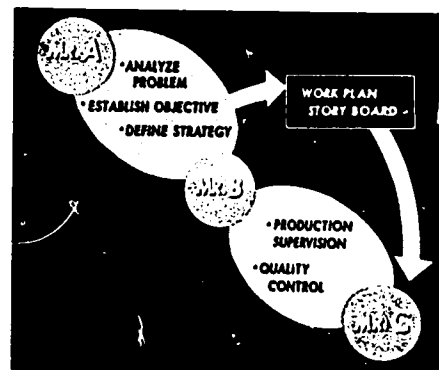 Mr. A
• ANALYZE
PROBLEM
• ESTABLISH OBJECTIVE
• DEFINE STRATEGY
WORK PLAN
STORY BOARD
Mr. B
• PRODUCTION
SUPERVISION
• QUALITY
CONTROL
Mr. C